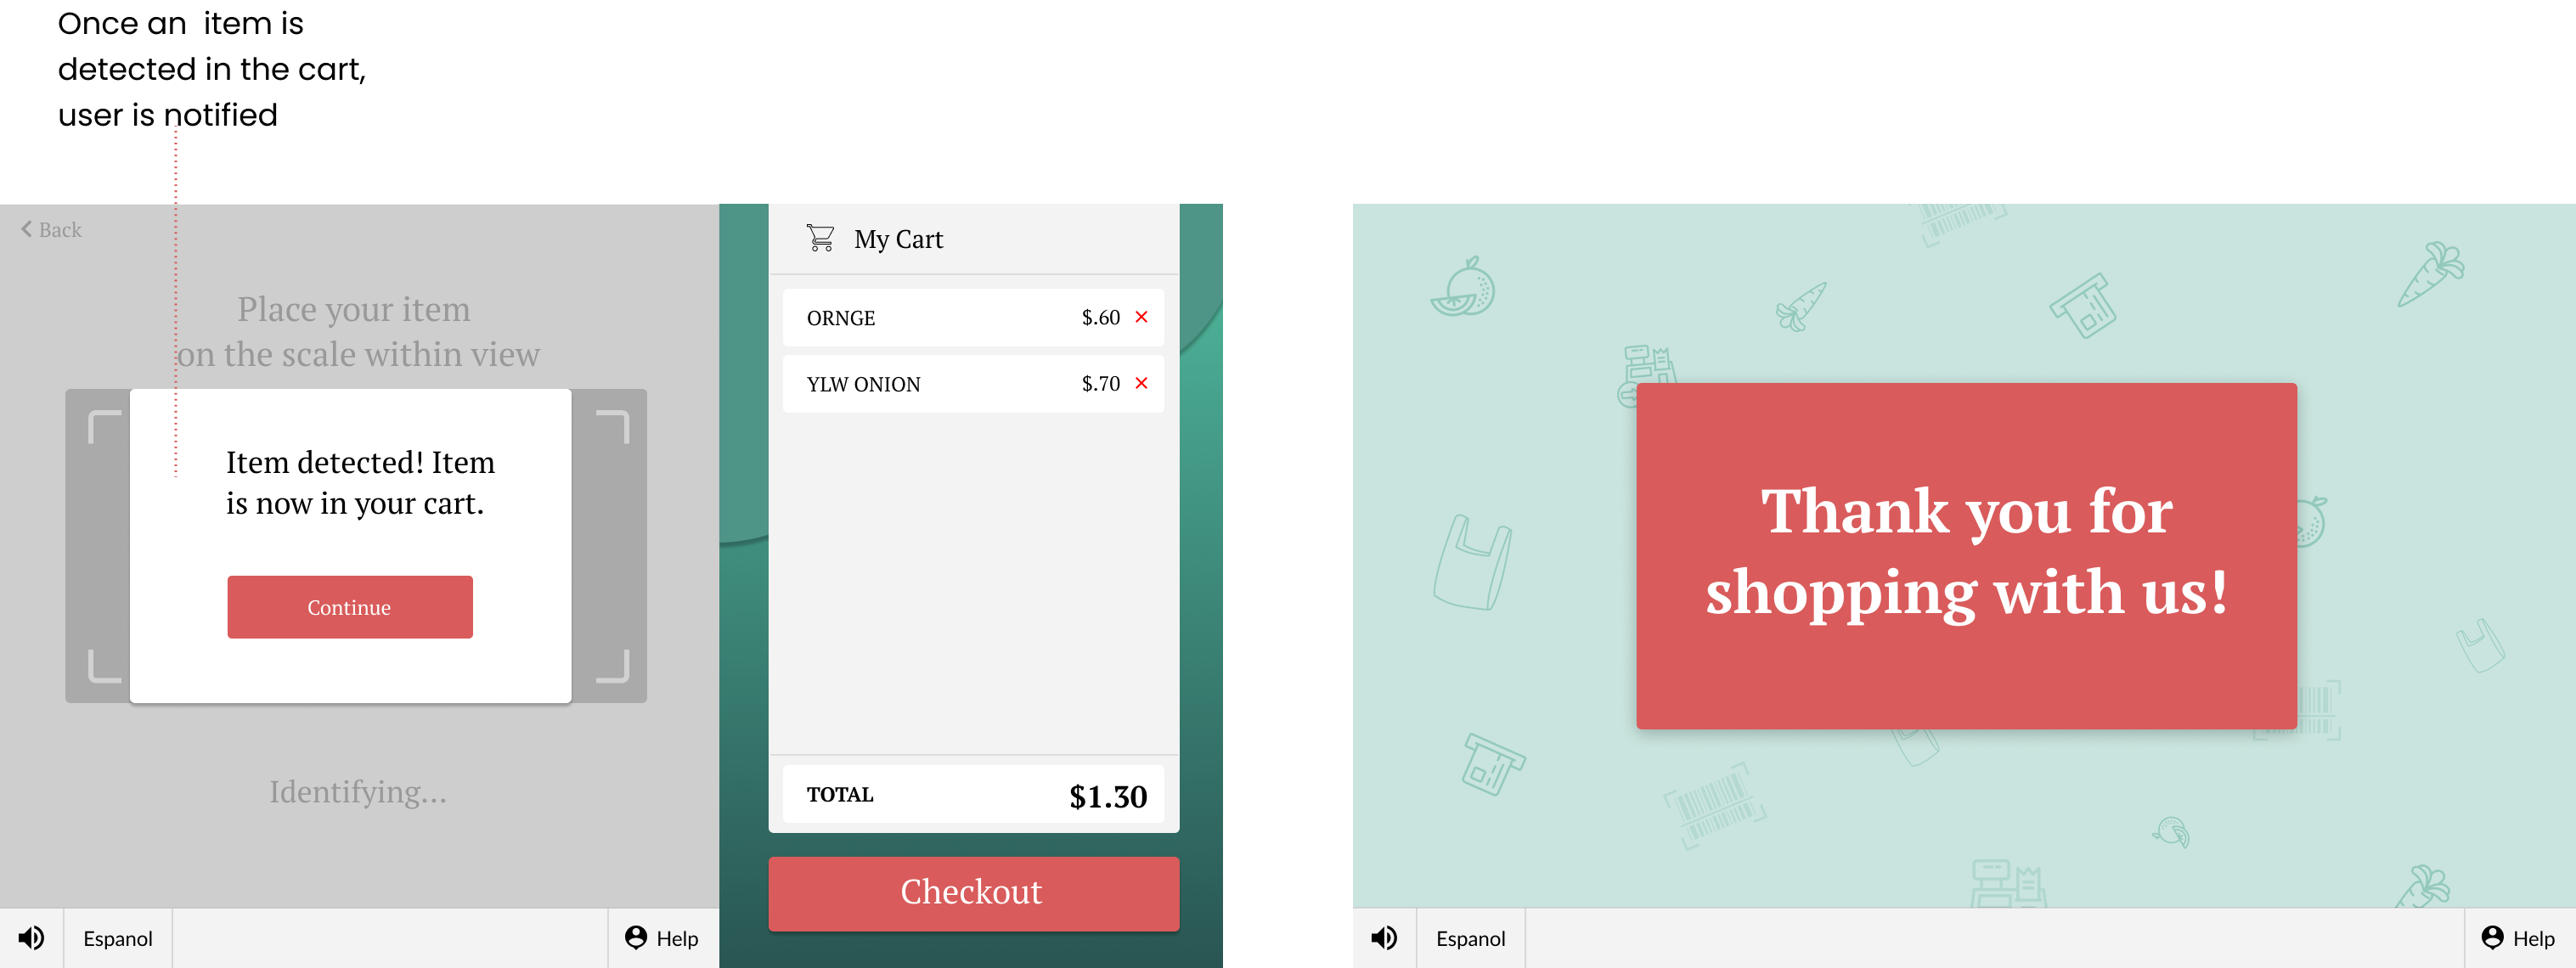 Once an item is
detected in the cart,
user is notified
Back
Place your item
on the scale within view
Item detected! Item
is now in your cart.
Continue
Identifying...
Espanol
Help
My Cart
ORNGE $.60
YLW ONION $.70
TOTAL $1.30
Checkout
Thank you for
shopping with us!
Espanol
Help